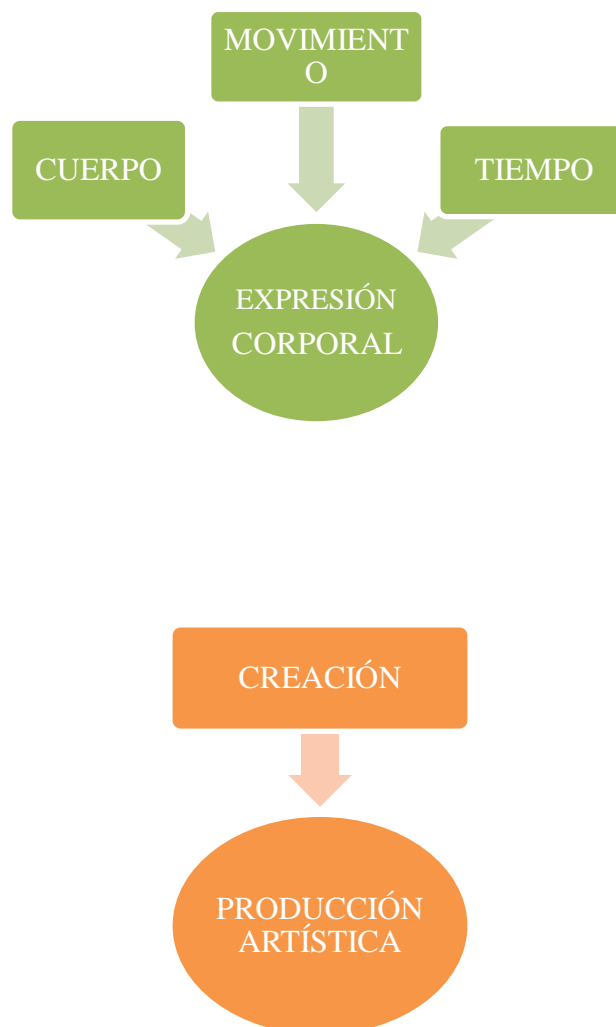 MOVIMIENT
O
CUERPO
TIEMPO
EXPRESIÓN
CORPORAL
CREACIÓN
PRODUCCIÓN
ARTÍSTICA